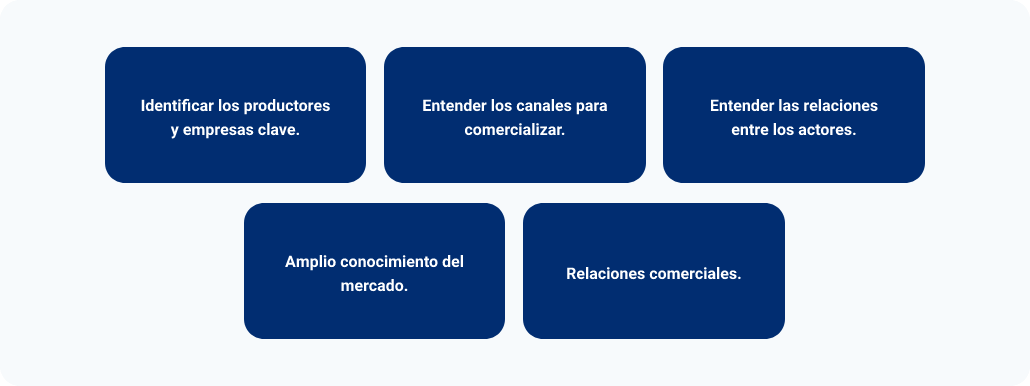 Identificar los productores
y empresas clave.
Entender los canales para
comercializar.
Entender las relaciones
entre los actores.
Amplio conocimiento del
mercado.
Relaciones comerciales.